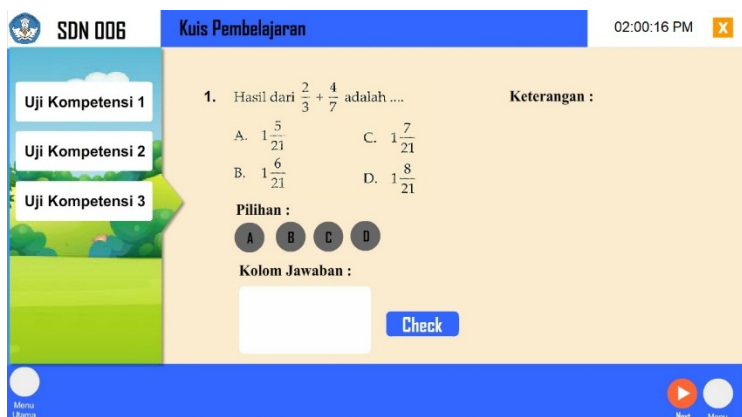 SDN 006
Kuis Pembelajaran
02:00:16 PM
X
Uji Kompetensi 1
Uji Kompetensi 2
Uji Kompetensi 3
1. Hasil dari 2/3 + 4/7 adalah ....
A. 1 5/21
C. 1 7/21
B. 1 6/21
D. 1 8/21
Pilihan :
A B C D
Kolom Jawaban :
Check
Keterangan :
Menu
Utama
Next
Menu